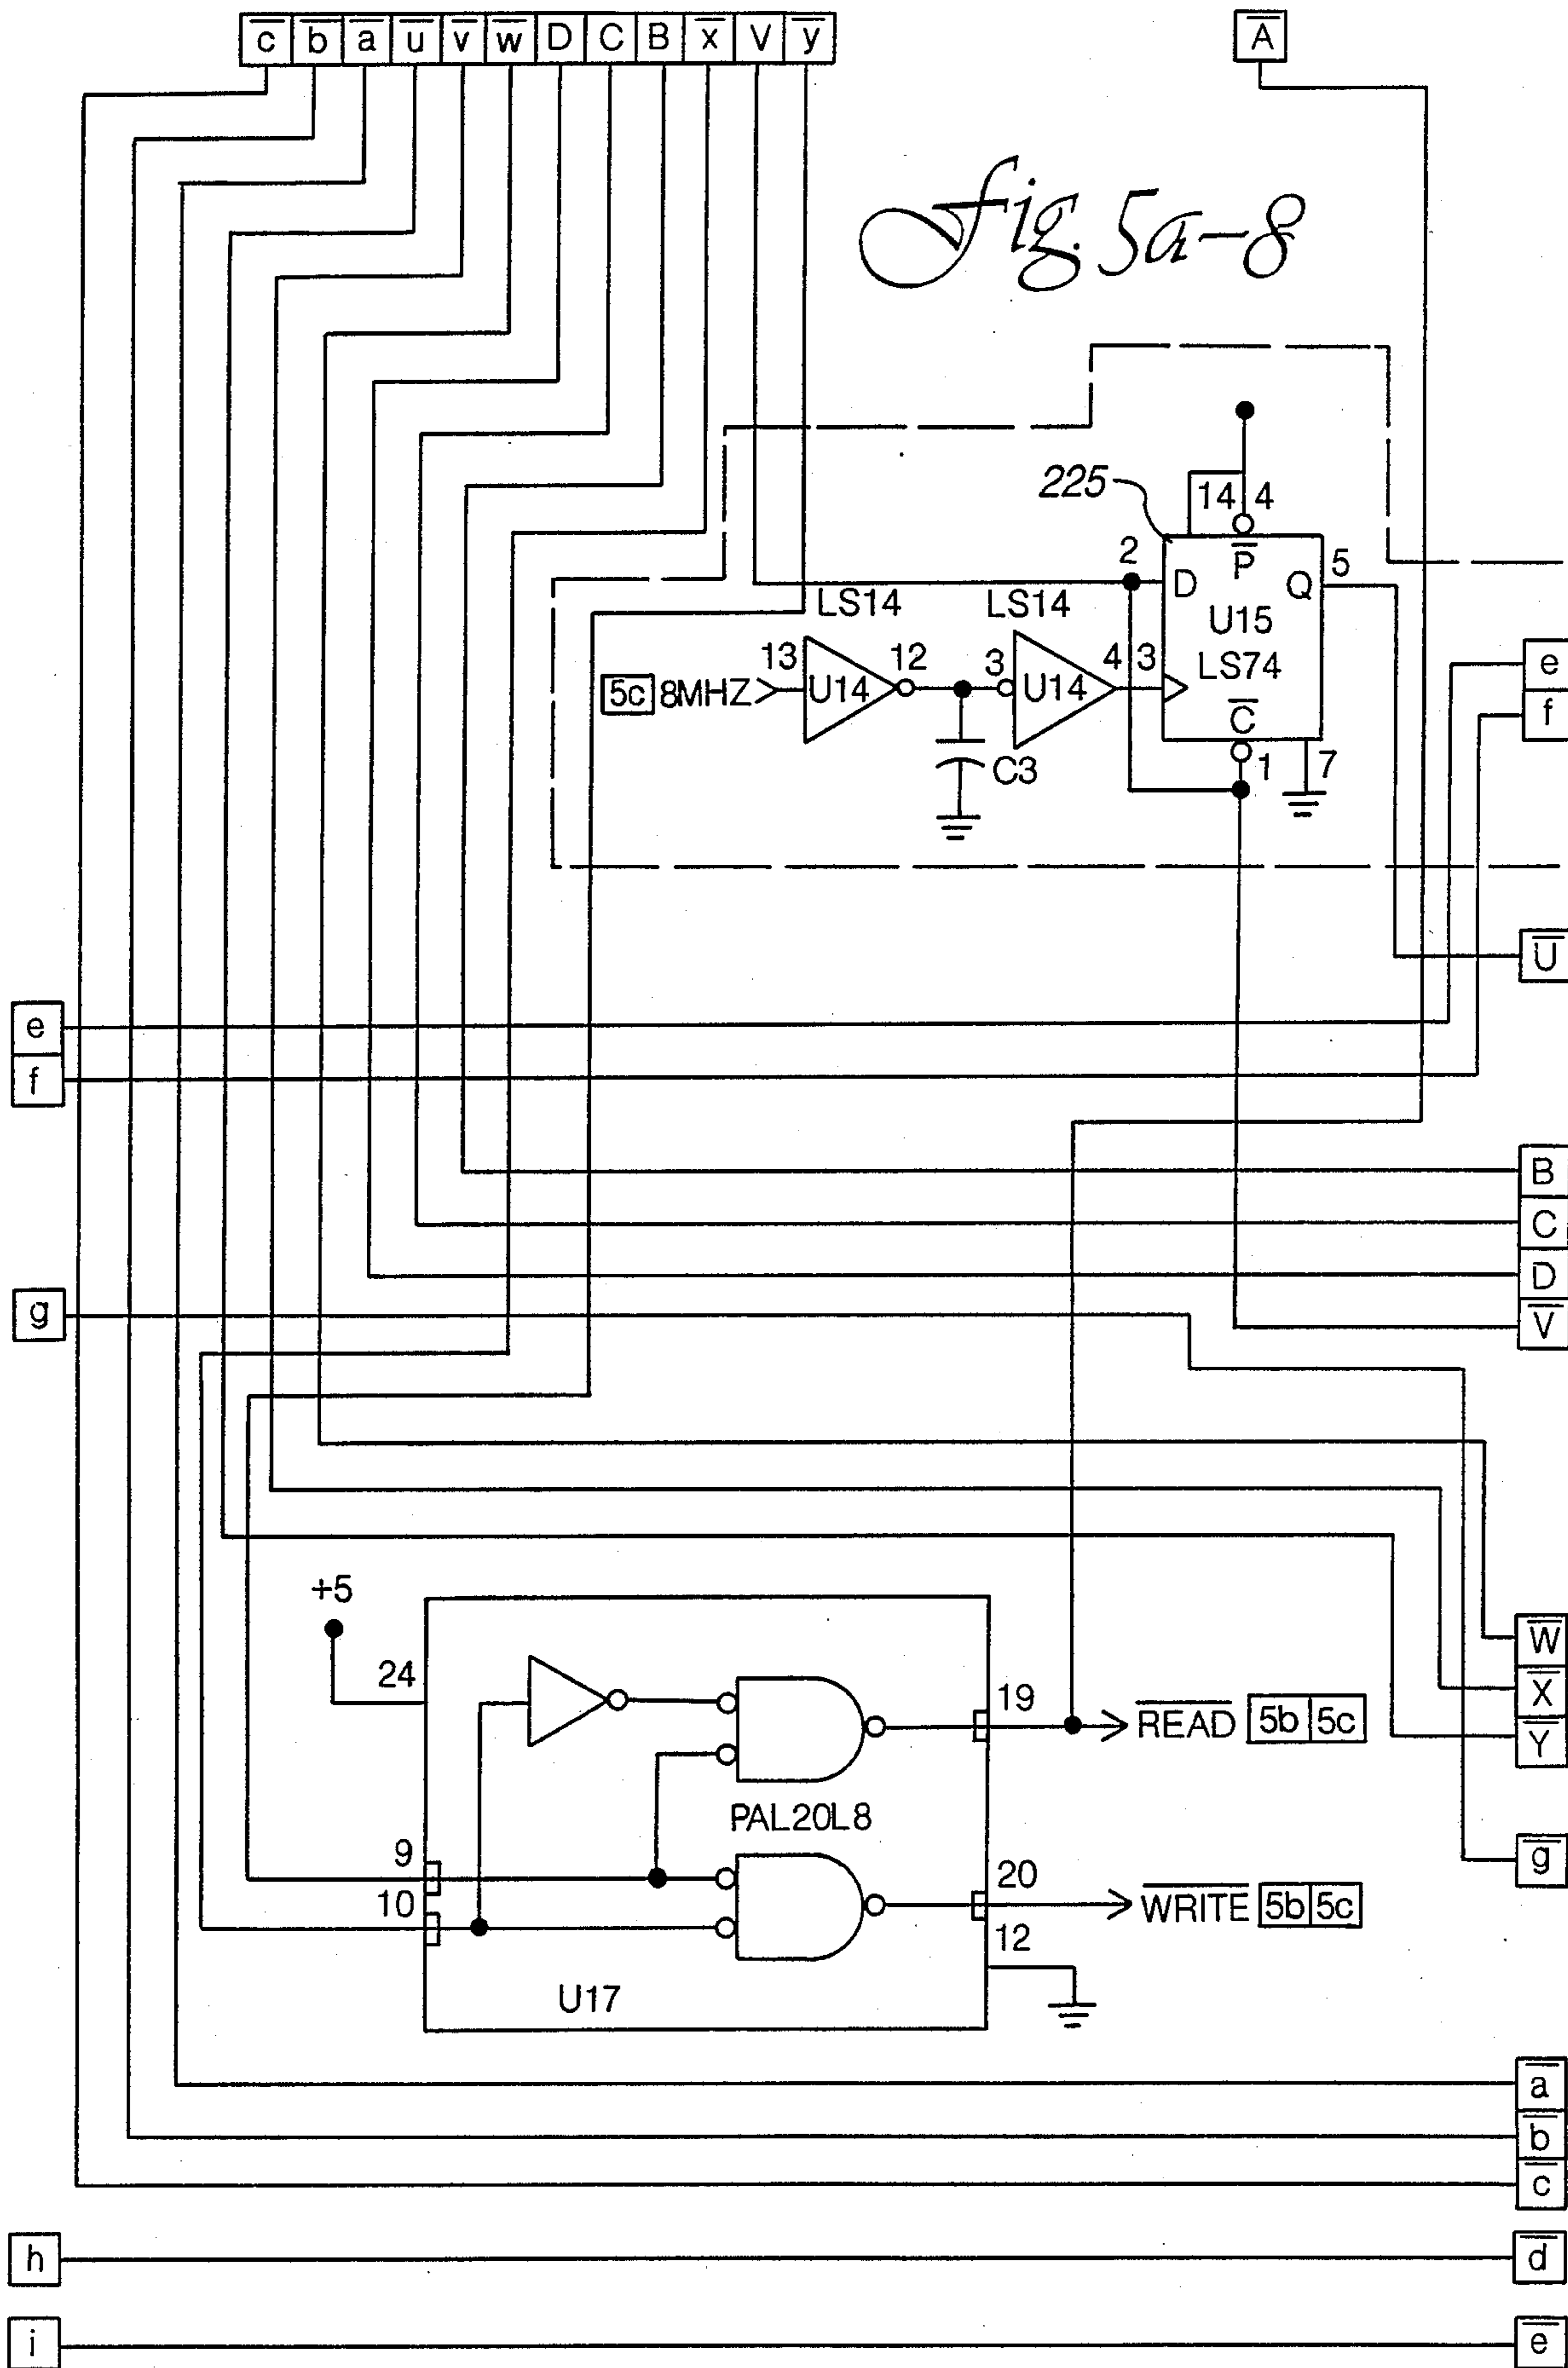 c̅ b̅ a̅ u̅ v̅ w̅ D C B x̅ V y̅
A̅
Fig. 5a-8
225
14 4
2 P̅ 5
D Q
LS14 LS14
U15
13 12 3 4 3 LS74
5c 8MHZ U14 U14
C̅
C3 1 7
e
f
U̅
e
f
B
C
D
g
V̅
+5
24
W̅
X̅
Y̅
19
READ̅ 5b 5c
PAL20L8
9
10
20
WRITE̅ 5b 5c
12
g̅
U17
a̅
b̅
c̅
h d̅
i e̅